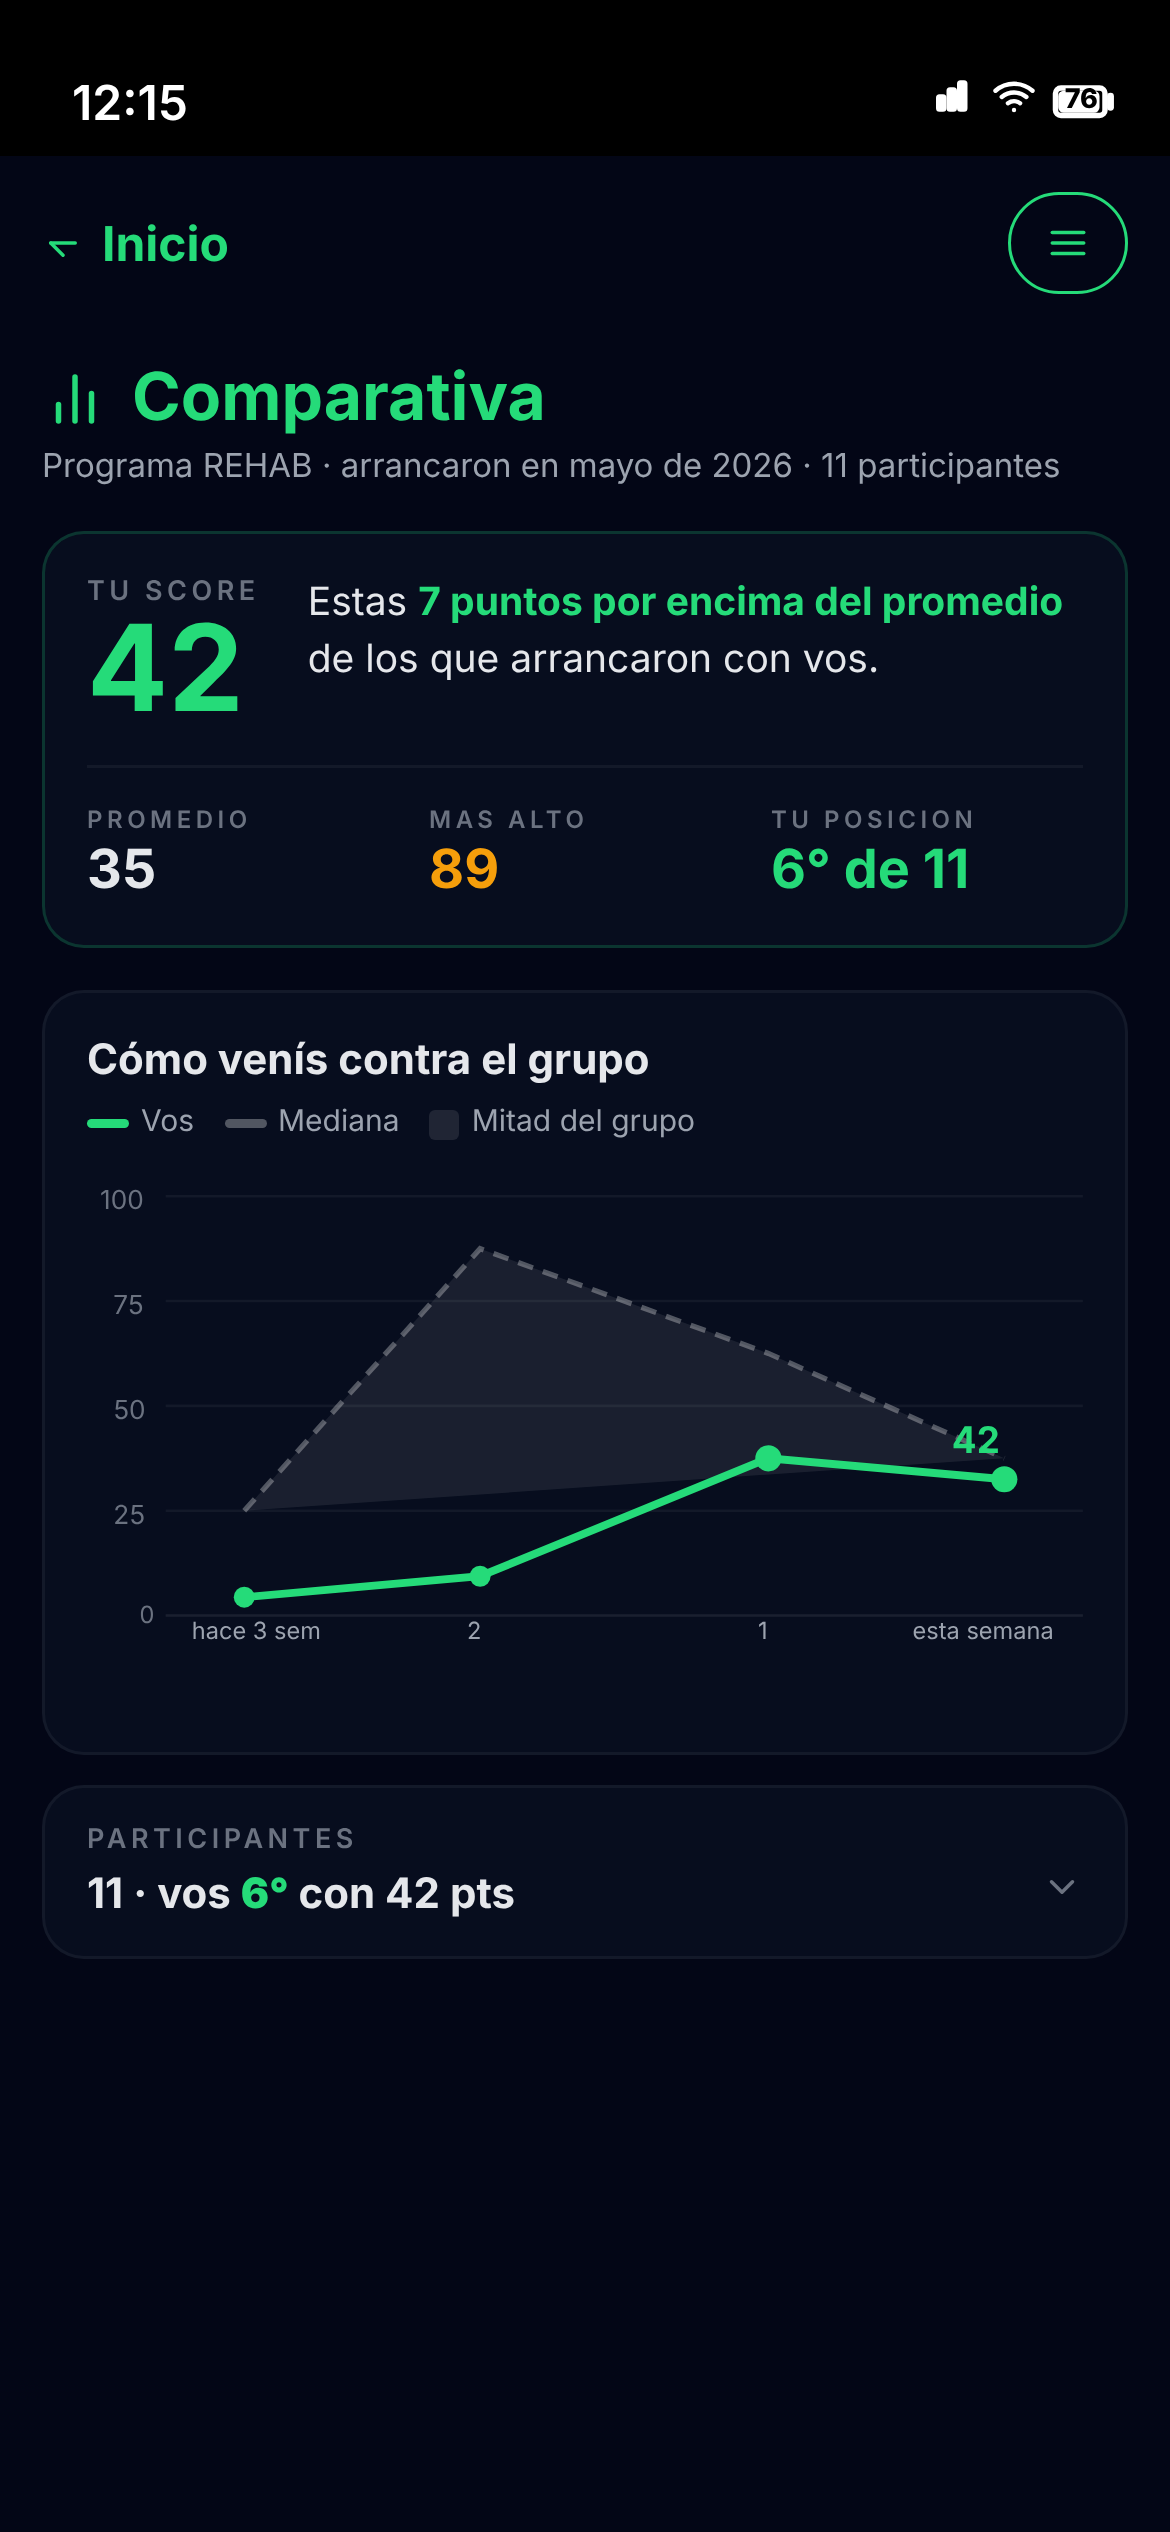 12:15
76
Inicio
Comparativa
Programa REHAB · arrancaron en mayo de 2026 · 11 participantes
TU SCORE
42
Estas 7 puntos por encima del promedio
de los que arrancaron con vos.
PROMEDIO
35
MAS ALTO
89
TU POSICION
6° de 11
Cómo venís contra el grupo
Vos Mediana Mitad del grupo
100
75
50
42
25
0
hace 3 sem 2 1 esta semana
PARTICIPANTES
11 · vos 6° con 42 pts